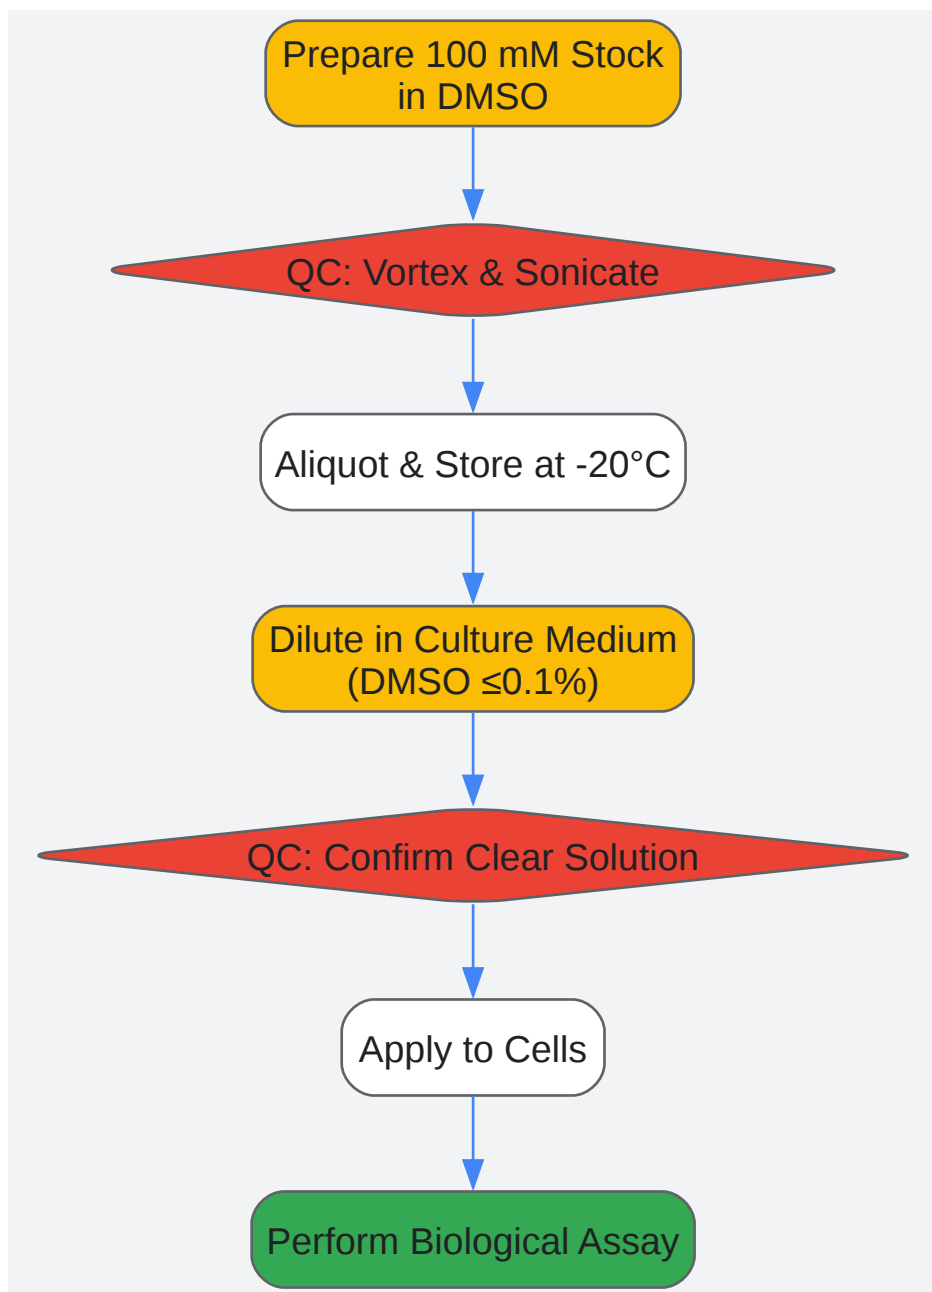 Prepare 100 mM Stock
in DMSO
QC: Vortex & Sonicate
Aliquot & Store at -20°C
Dilute in Culture Medium
(DMSO ≤0.1%)
QC: Confirm Clear Solution
Apply to Cells
Perform Biological Assay